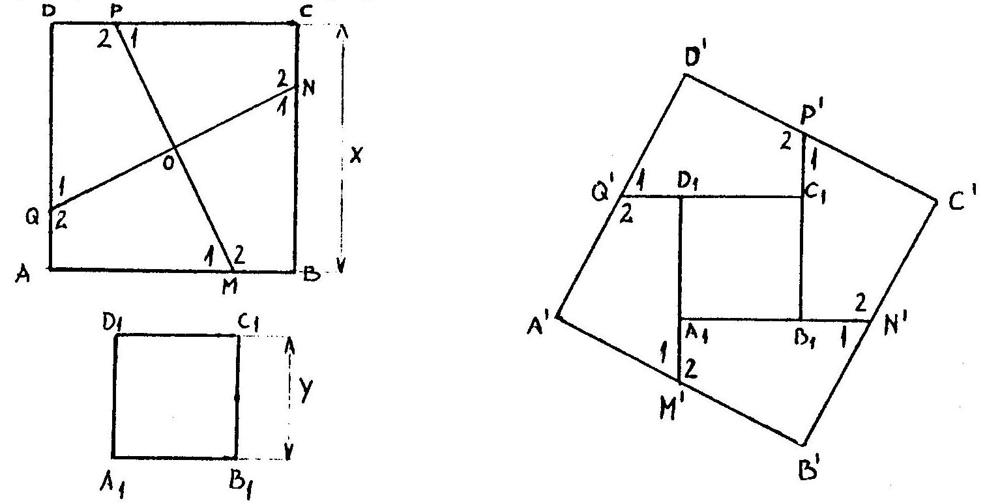 D P C
2 1
2 N
1
O X
1
Q 2
1 2
A M B
D1 C1
Y
A1 B1
D'
P'
2 1
Q' 1 D1 C1 C'
2
2
A' A1 B1 1 N'
1 2
M'
B'